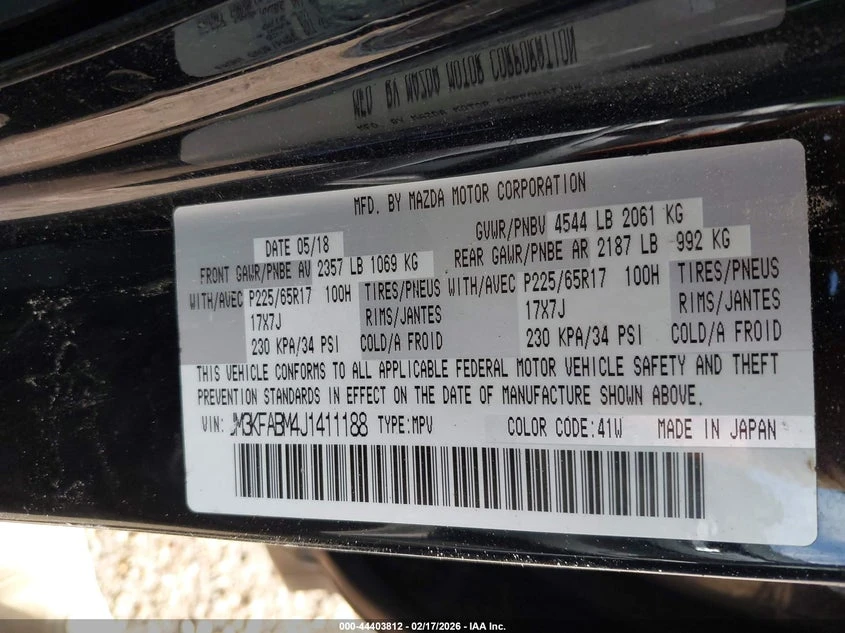 MFD. BY MAZDA MOTOR CORPORATION
DATE 05/18 GVWR/PNBV 4544 LB 2061 KG
FRONT GAWR/PNBE AV 2357 LB 1069 KG REAR GAWR/PNBE AR 2187 LB 992 KG
WITH/AVEC P225/65R17 100H TIRES/PNEUS WITH/AVEC P225/65R17 100H TIRES/PNEUS
17X7J RIMS/JANTES 17X7J RIMS/JANTES
230 KPA/34 PSI COLD/A FROID 230 KPA/34 PSI COLD/A FROID
THIS VEHICLE CONFORMS TO ALL APPLICABLE FEDERAL MOTOR VEHICLE SAFETY AND THEFT
PREVENTION STANDARDS IN EFFECT ON THE DATE OF MANUFACTURE SHOWN ABOVE.
VIN: JM3KFABM4J1411188 TYPE:MPV COLOR CODE:41W MADE IN JAPAN
000-44403812 - 02/17/2026 - IAA Inc.